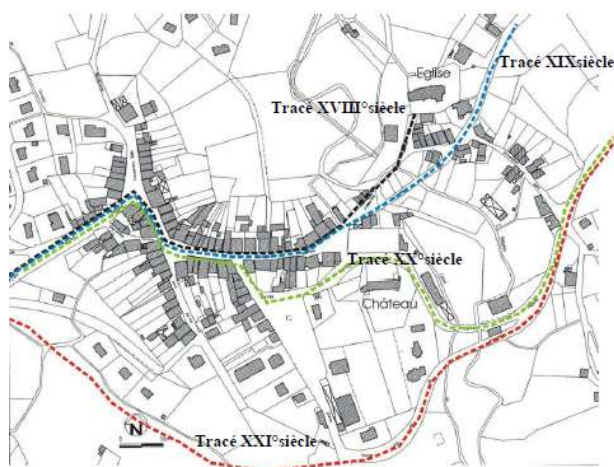 Eglise
Tracé XIXsiècle
Tracé XVIII°siècle
Tracé XX°siècle
Château
Tracé XXI°siècle
N